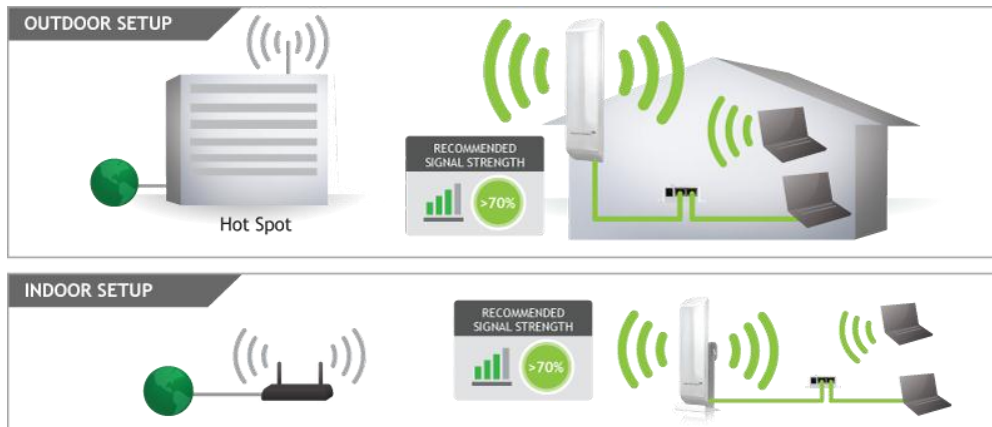 OUTDOOR SETUP
RECOMMENDED
SIGNAL STRENGTH
>70%
Hot Spot
INDOOR SETUP
RECOMMENDED
SIGNAL STRENGTH
>70%